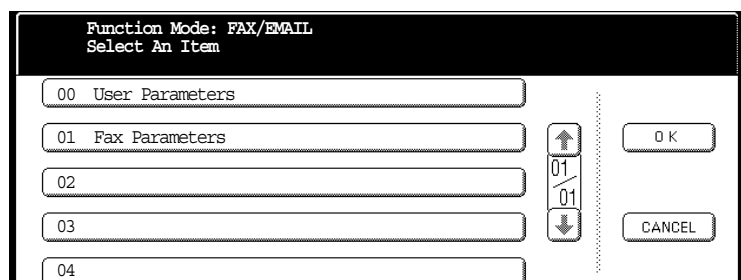 Function Mode: FAX/EMAIL
Select An Item
00 User Parameters
01 Fax Parameters
OK
01
01
02
03
CANCEL
04